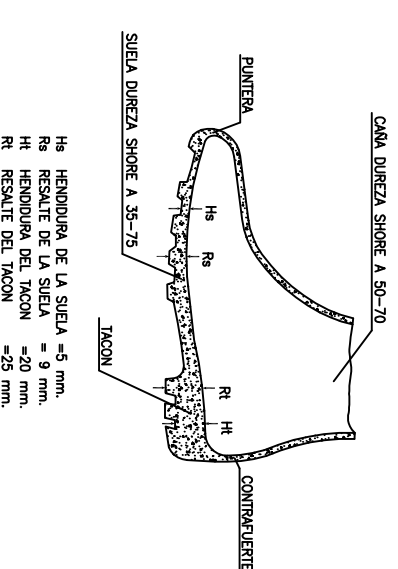 CAÑA DUREZA SHORE A 50-70
PUNTERA
CONTRAFUERTE
Hs
Rs
Rt
Ht
SUELA DUREZA SHORE A 35-75
TACON
Hs HENDIDURA DE LA SUELA =5 mm.
Rs RESALTE DE LA SUELA = 9 mm.
Ht HENDIDURA DEL TACON =20 mm.
Rt RESALTE DEL TACON =25 mm.